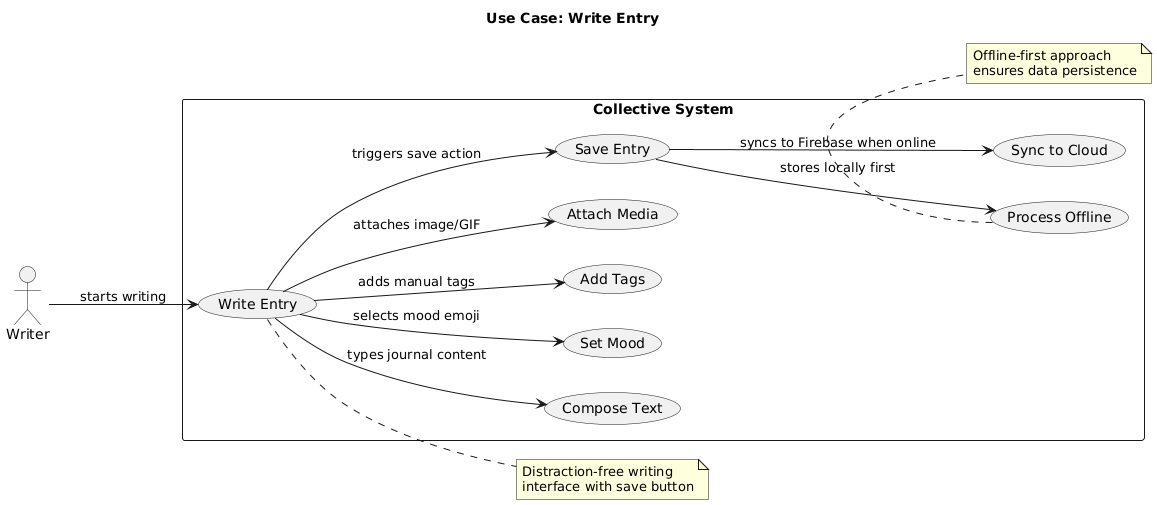 Use Case: Write Entry
Offline-first approach
ensures data persistence
Collective System
triggers save action
Save Entry
syncs to Firebase when online
Sync to Cloud
stores locally first
attaches image/GIF
Attach Media
Process Offline
adds manual tags
Add Tags
starts writing
Write Entry
Writer
selects mood emoji
Set Mood
types journal content
Compose Text
Distraction-free writing
interface with save button